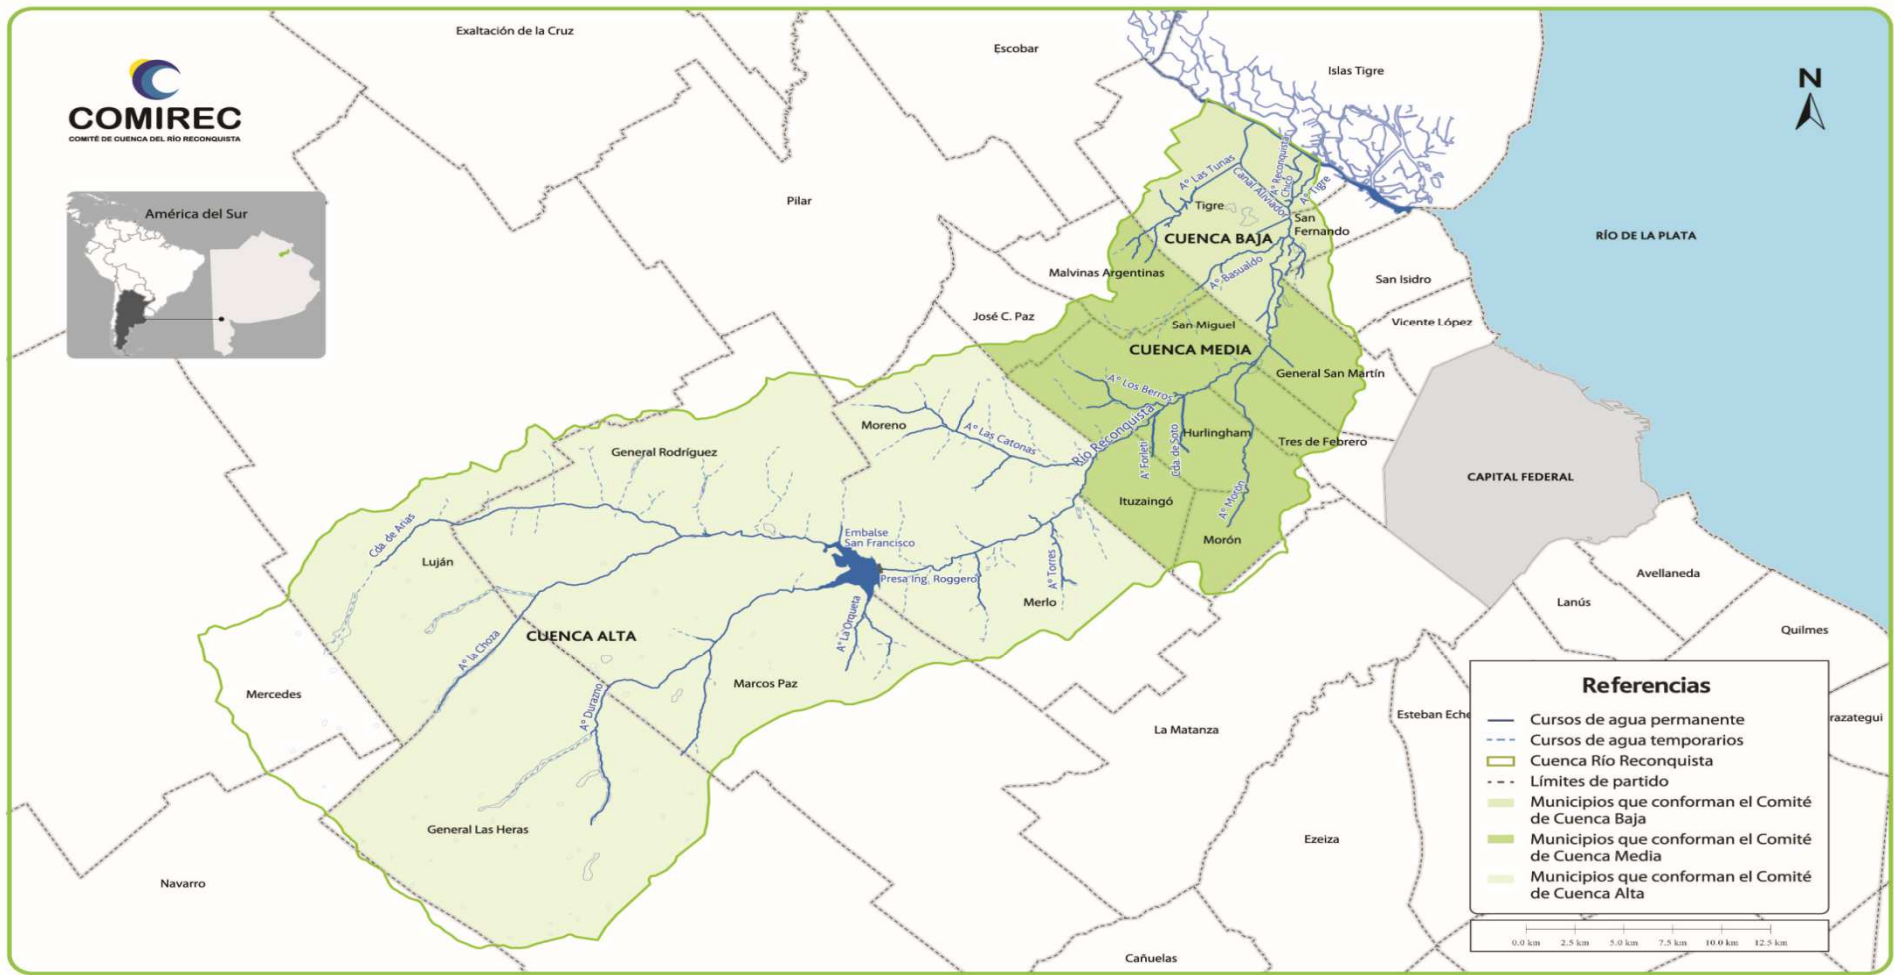 Exaltación de la Cruz
Escobar
Islas Tigre
N
COMIREC
COMITÉ DE CUENCA DEL RÍO RECONQUISTA
América del Sur
Pilar
Aº Las Tunas
Canal Aliviador
Aº Reconquista
Chico
Aº Tigre
Tigre
San
Fernando
CUENCA BAJA
RÍO DE LA PLATA
Malvinas Argentinas
Aº Basualdo
San Isidro
José C. Paz
San Miguel
Vicente López
CUENCA MEDIA
General San Martín
Aº Los Berros
Moreno
Aº Las Catonas
Río Reconquista
Aº Forleti
Cda. de Soto
Hurlingham
Tres de Febrero
General Rodríguez
CAPITAL FEDERAL
Ituzaingó
Aº Morón
Morón
Cda. de Arias
Luján
Embalse
San Francisco
Presa Ing. Roggero
Aº Torres
Merlo
Aº La Orqueta
Avellaneda
Lanús
Quilmes
CUENCA ALTA
Aº la Choza
Mercedes
Aº Durazno
Marcos Paz
La Matanza
Esteban Eche
razategui
General Las Heras
Ezeiza
Navarro
Cañuelas
Referencias
Cursos de agua permanente
Cursos de agua temporarios
Cuenca Río Reconquista
Límites de partido
Municipios que conforman el Comité
de Cuenca Baja
Municipios que conforman el Comité
de Cuenca Media
Municipios que conforman el Comité
de Cuenca Alta
0.0 km 2.5 km 5.0 km 7.5 km 10.0 km 12.5 km